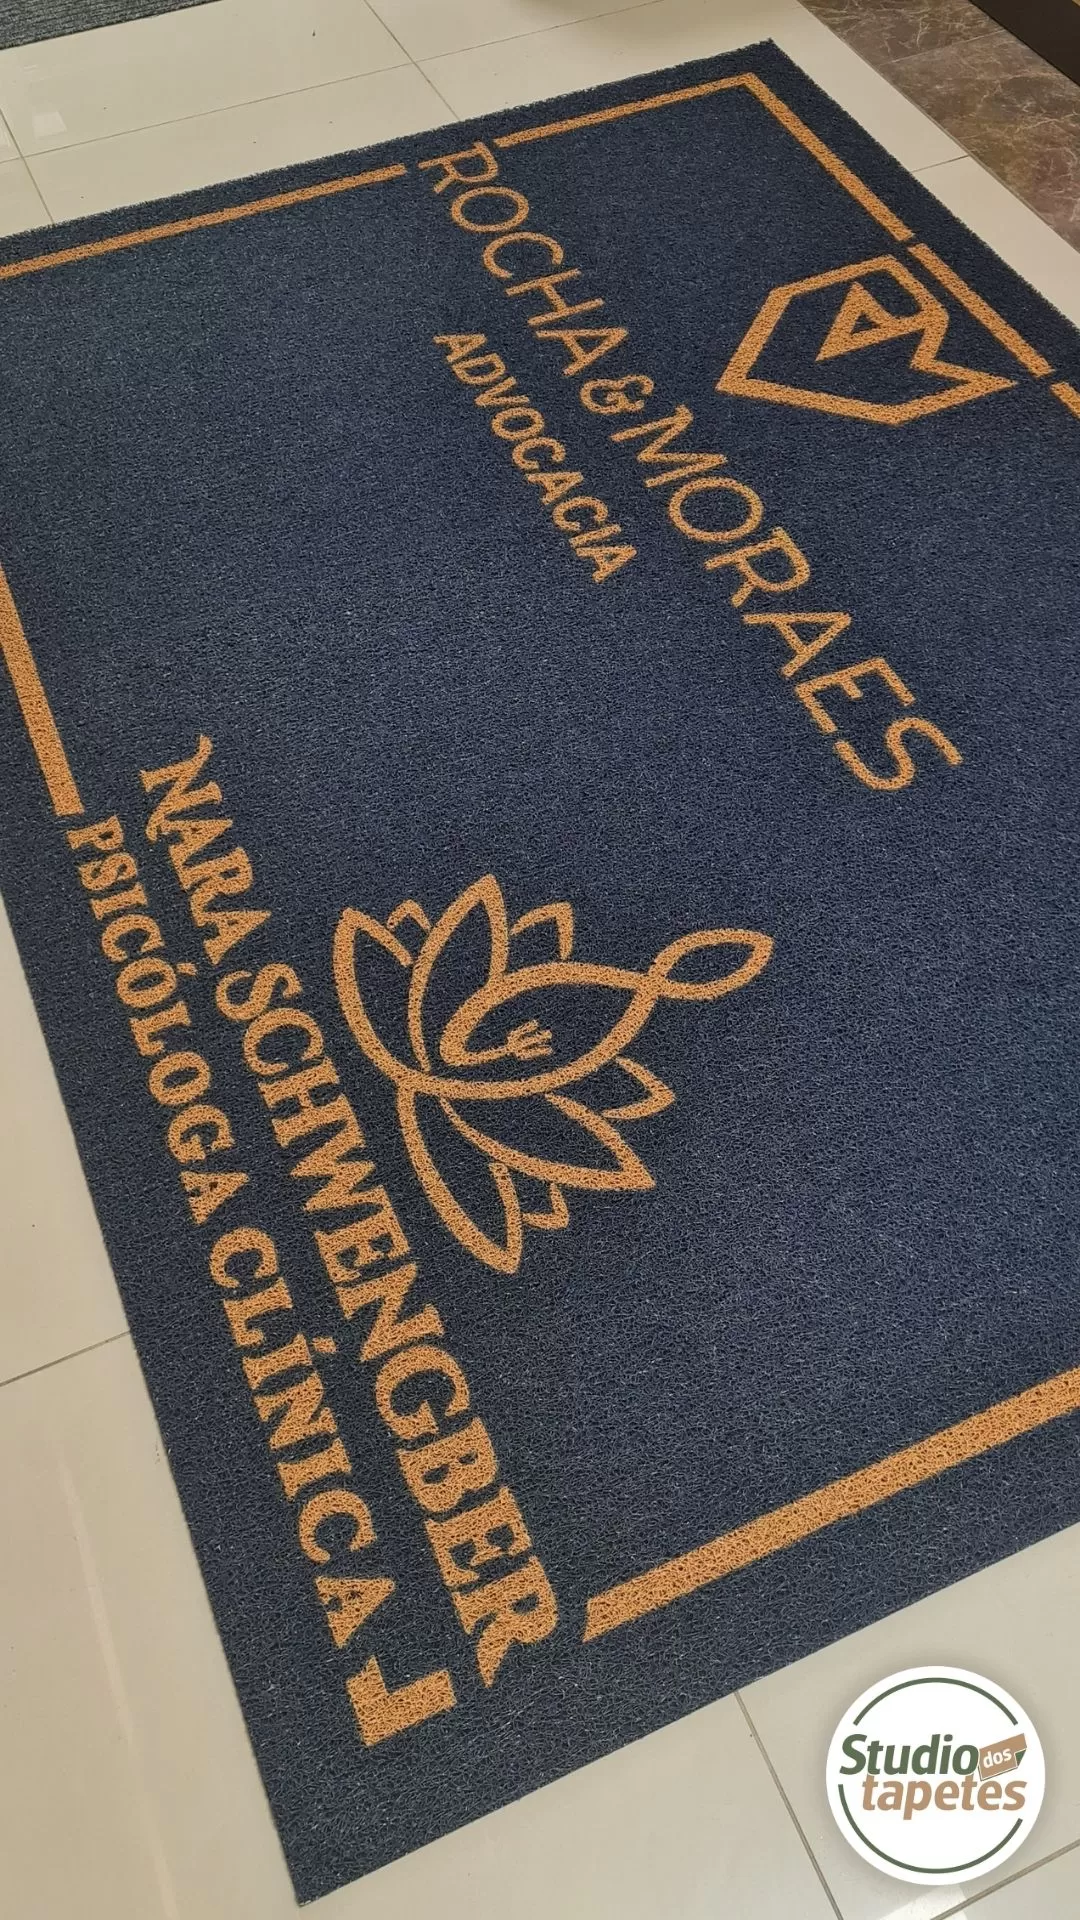 ROCHA & MORAES
ADVOCACIA
NARA SCHWENGBER
PSICÓLOGA CLÍNICA
Studio dos
tapetes